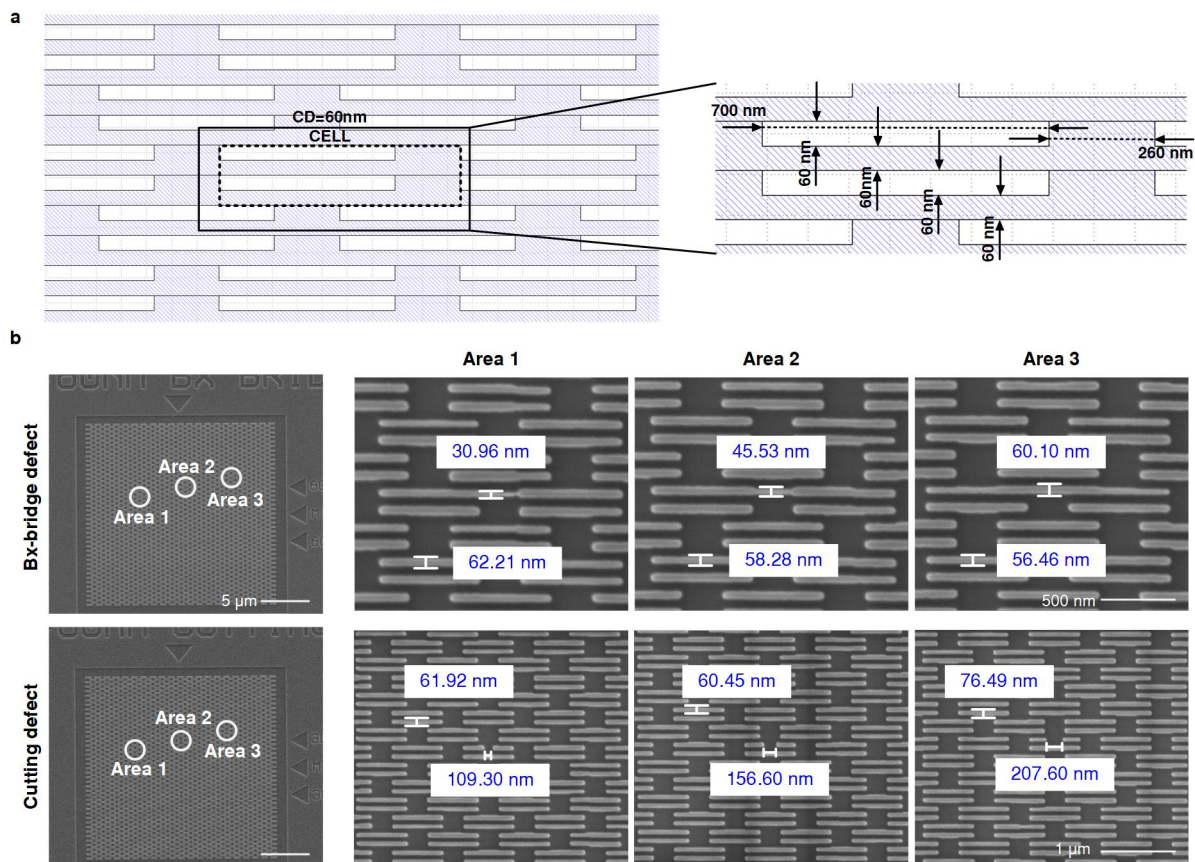 a
CD=60nm
CELL
700 nm
260 nm
60 nm
60nm
60 nm
60 nm
b
Area 1
Area 2
Area 3
Bx-bridge defect
Area 2
Area 3
Area 1
5 µm
30.96 nm
62.21 nm
45.53 nm
58.28 nm
60.10 nm
56.46 nm
500 nm
Cutting defect
Area 2
Area 3
Area 1
61.92 nm
109.30 nm
60.45 nm
156.60 nm
76.49 nm
207.60 nm
1 µm